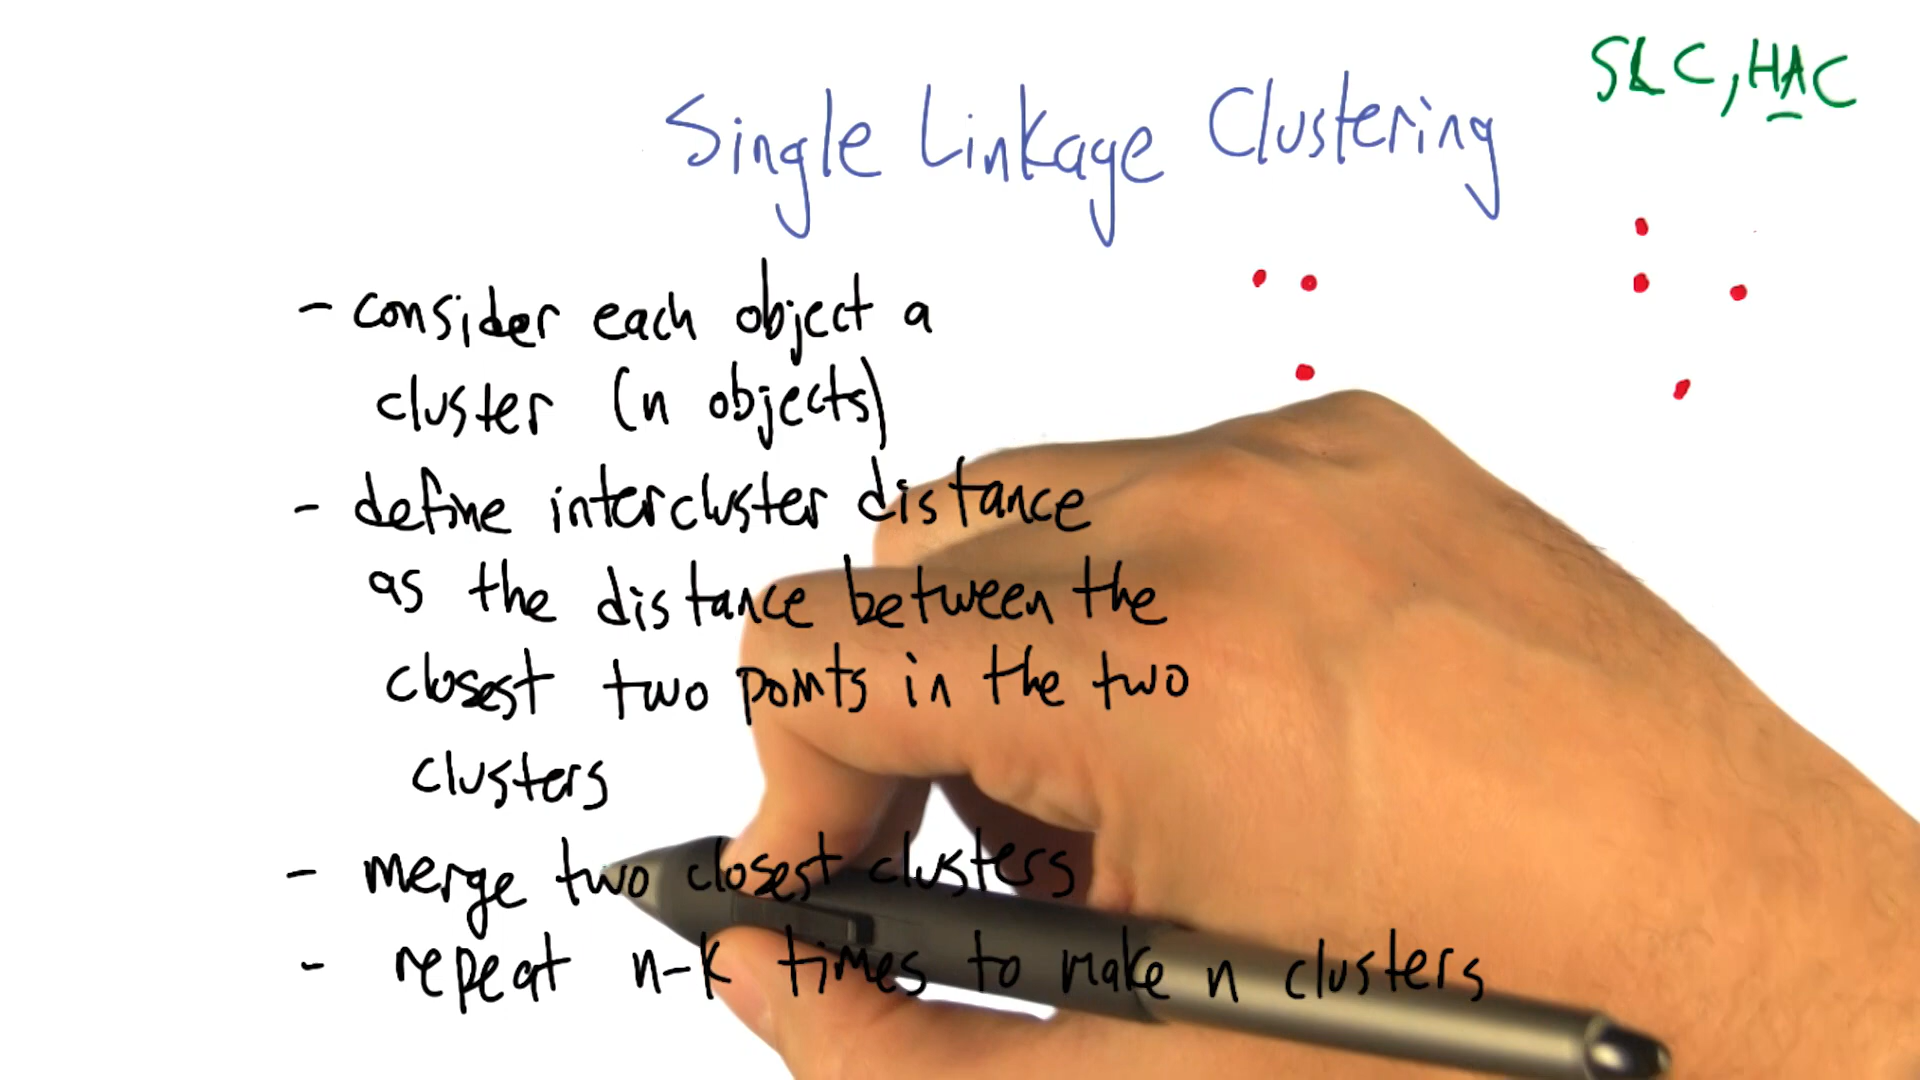 SLC, HAC
Single Linkage Clustering
- consider each object a
cluster (n objects)
- define intercluster distance
as the distance between the
closest two points in the two
clusters
- merge two closest clusters
- repeat n-k times to make n clusters